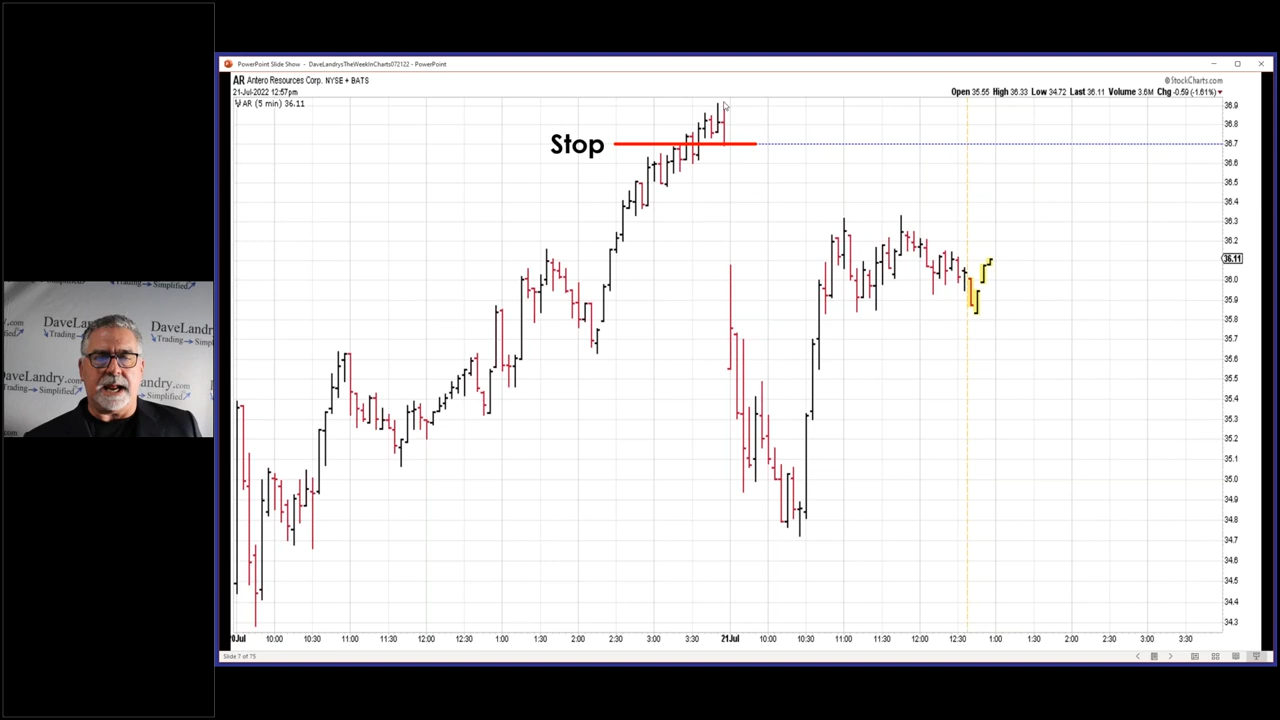 PowerPoint Slide Show - DaveLandrysTheWeekInCharts072122 - PowerPoint
AR Antero Resources Corp. NYSE + BATS
© StockCharts.com
21-Jul-2022 12:57pm
Open 35.55 High 36.33 Low 34.72 Last 36.11 Volume 3.6M Chg -0.59 (-1.61%)
AR (5 min) 36.11
Stop
36.9
36.8
36.7
36.6
36.5
36.4
36.3
36.2
36.11
36.0
35.9
35.8
35.7
35.6
35.5
35.4
35.3
35.2
35.1
35.0
34.9
34.8
34.7
34.6
34.5
34.4
34.3
20Jul 10:00 10:30 11:00 11:30 12:00 12:30 1:00 1:30 2:00 2:30 3:00 3:30 21Jul 10:00 10:30 11:00 11:30 12:00 12:30 1:00 1:30 2:00 2:30 3:00 3:30
Slide 7 of 75
DaveLandry.com
Trading Simplified